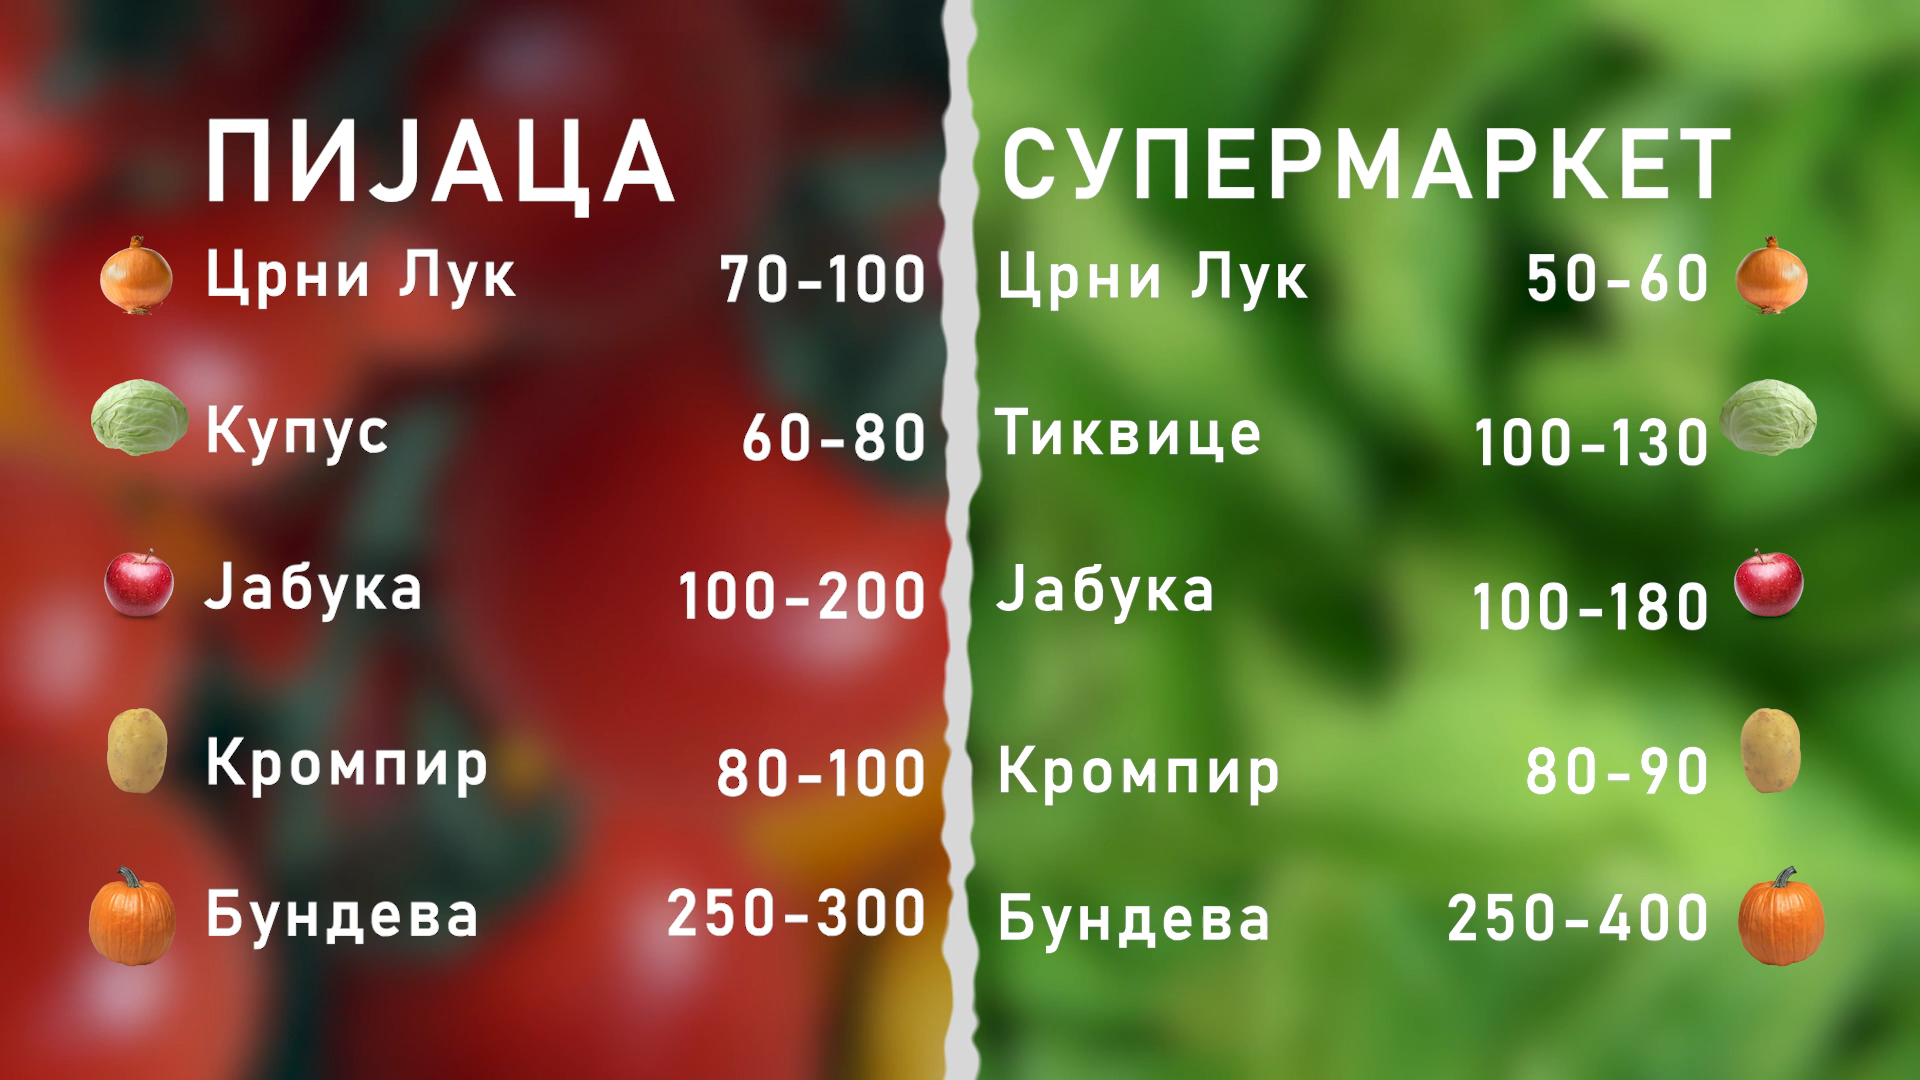 ПИЈАЦА
Црни Лук 70-100
Купус 60-80
Јабука 100-200
Кромпир 80-100
Бундева 250-300
СУПЕРМАРКЕТ
Црни Лук 50-60
Тиквице 100-130
Јабука 100-180
Кромпир 80-90
Бундева 250-400